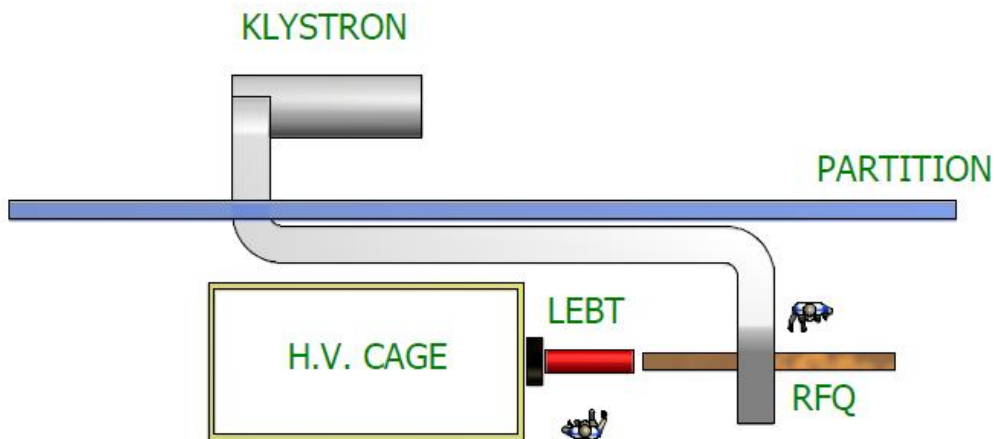 KLYSTRON
PARTITION
LEBT
H.V. CAGE
RFQ